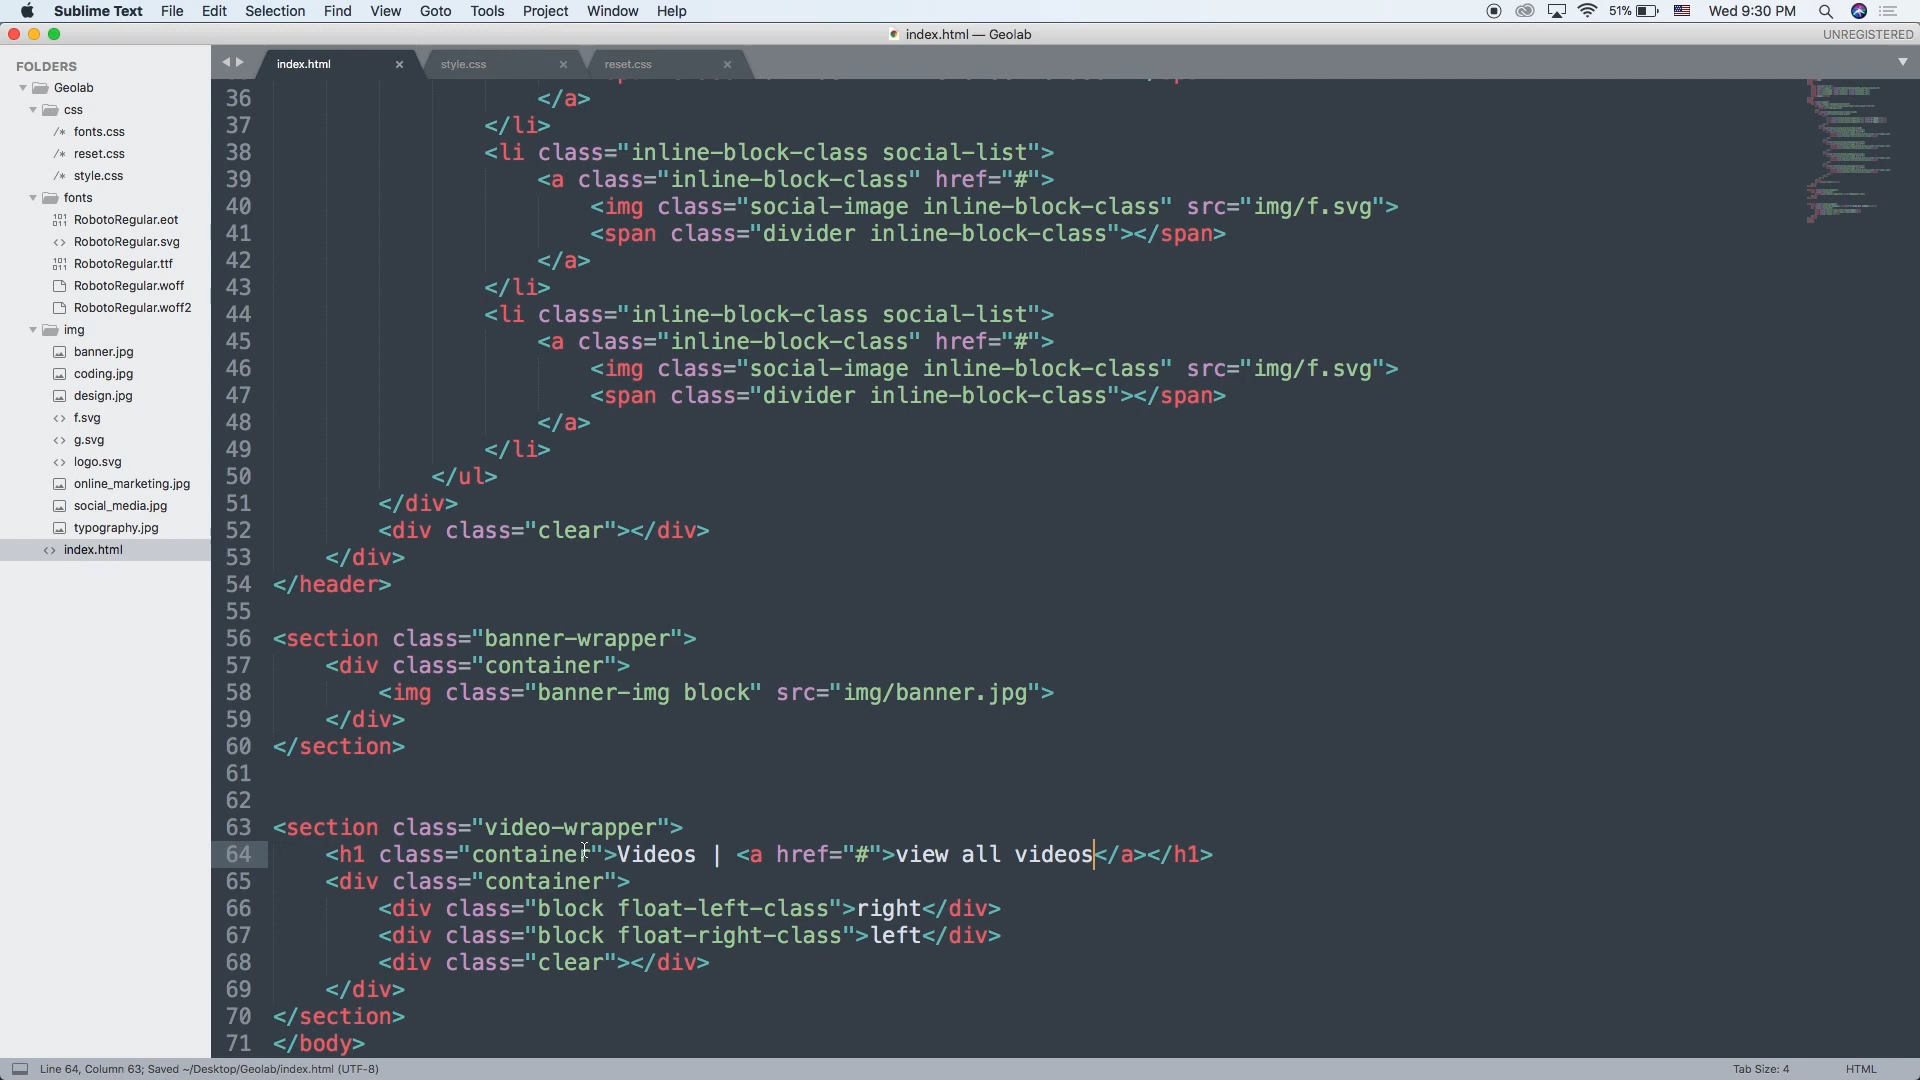 Sublime Text File Edit Selection Find View Goto Tools Project Window Help 51% Wed 9:30 PM
index.html — Geolab UNREGISTERED
FOLDERS
Geolab
css
/* fonts.css
/* reset.css
/* style.css
fonts
RobotoRegular.eot
<> RobotoRegular.svg
RobotoRegular.ttf
RobotoRegular.woff
RobotoRegular.woff2
img
banner.jpg
coding.jpg
design.jpg
<> f.svg
<> g.svg
<> logo.svg
online_marketing.jpg
social_media.jpg
typography.jpg
<> index.html
index.html × style.css × reset.css ×
36 </a>
37 </li>
38 <li class="inline-block-class social-list">
39 <a class="inline-block-class" href="#">
40 <img class="social-image inline-block-class" src="img/f.svg">
41 <span class="divider inline-block-class"></span>
42 </a>
43 </li>
44 <li class="inline-block-class social-list">
45 <a class="inline-block-class" href="#">
46 <img class="social-image inline-block-class" src="img/f.svg">
47 <span class="divider inline-block-class"></span>
48 </a>
49 </li>
50 </ul>
51 </div>
52 <div class="clear"></div>
53 </div>
54 </header>
55
56 <section class="banner-wrapper">
57 <div class="container">
58 <img class="banner-img block" src="img/banner.jpg">
59 </div>
60 </section>
61
62
63 <section class="video-wrapper">
64 <h1 class="container">Videos | <a href="#">view all videos</a></h1>
65 <div class="container">
66 <div class="block float-left-class">right</div>
67 <div class="block float-right-class">left</div>
68 <div class="clear"></div>
69 </div>
70 </section>
71 </body>
Line 64, Column 63; Saved ~/Desktop/Geolab/index.html (UTF-8) Tab Size: 4 HTML